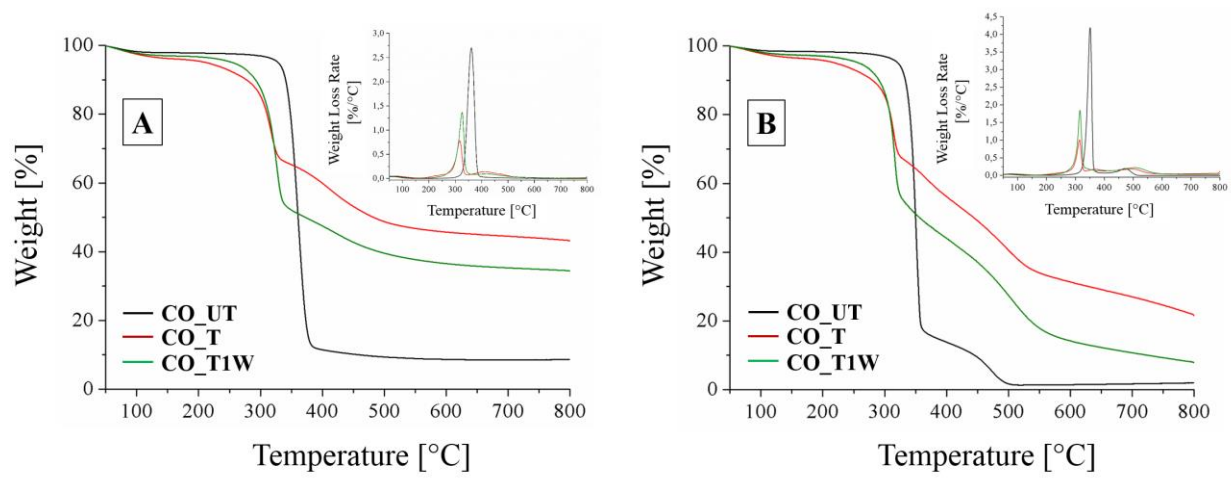 A
Weight [%]
100
80
60
40
20
0
CO_UT
CO_T
CO_T1W
100 200 300 400 500 600 700 800
Temperature [°C]
Weight Loss Rate
[%/°C]
3,0
2,5
2,0
1,5
1,0
0,5
0,0
100 200 300 400 500 600 700 800
Temperature [°C]
B
Weight [%]
100
80
60
40
20
0
CO_UT
CO_T
CO_T1W
100 200 300 400 500 600 700 800
Temperature [°C]
Weight Loss Rate
[%/°C]
4,5
4,0
3,5
3,0
2,5
2,0
1,5
1,0
0,5
0,0
100 200 300 400 500 600 700 800
Temperature [°C]